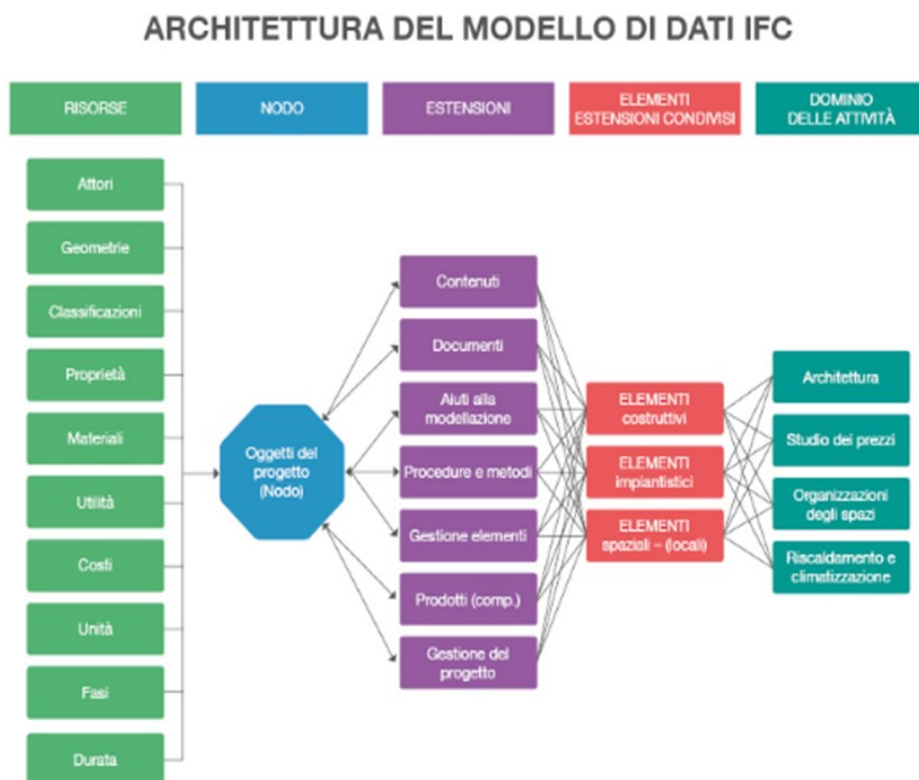 ARCHITETTURA DEL MODELLO DI DATI IFC
RISORSE
NODO
ESTENSIONI
ELEMENTI
ESTENSIONI CONDIVISI
DOMINIO
DELLE ATTIVITÀ
Attori
Geometrie
Classificazioni
Proprietà
Materiali
Utilità
Costi
Unità
Fasi
Durata
Oggetti del
progetto
(Nodo)
Contenuti
Documenti
Aiuti alla
modellazione
Procedure e metodi
Gestione elementi
Prodotti (comp.)
Gestione del
progetto
ELEMENTI
costruttivi
ELEMENTI
impiantistici
ELEMENTI
spaziali – (locali)
Architettura
Studio dei prezzi
Organizzazioni
degli spazi
Riscaldamento e
climatizzazione